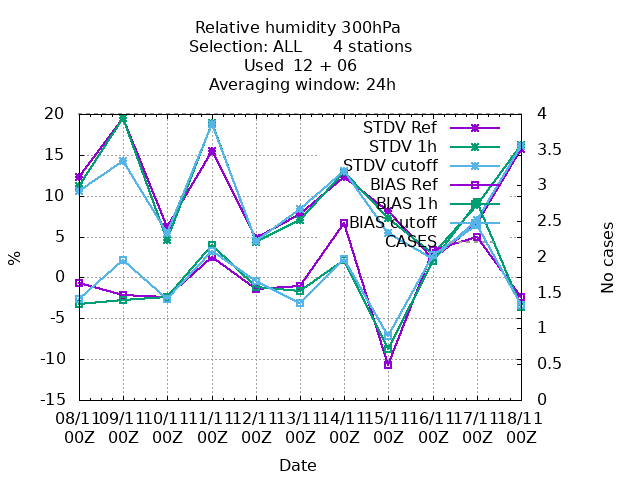 Relative humidity 300hPa
Selection: ALL 4 stations
Used 12 + 06
Averaging window: 24h
20
15
10
5
0
-5
-10
-15
%
4
3.5
3
2.5
2
1.5
1
0.5
0
No cases
STDV Ref
STDV 1h
STDV cutoff
BIAS Ref
BIAS 1h
BIAS cutoff
CASES
08/11 09/11 10/11 11/11 12/11 13/11 14/11 15/11 16/11 17/11 18/11
00Z 00Z 00Z 00Z 00Z 00Z 00Z 00Z 00Z 00Z 00Z
Date